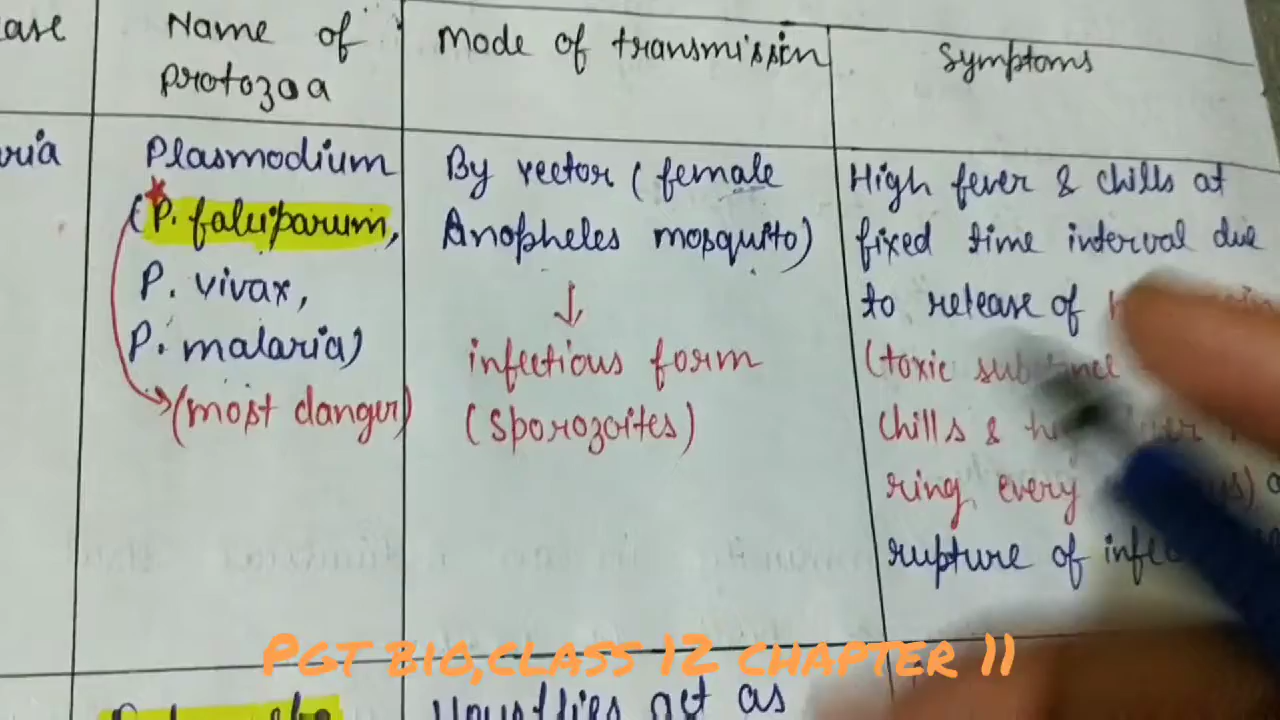 ase
Name of
protozoa
Mode of transmission
Symptoms
ria
Plasmodium
(P. falciparum,
P. vivax,
P. malaria)
(most danger)
By vector (female
Anopheles mosquito)
↓
infectious form
(Sporozoites)
High fever & chills at
fixed time interval due
to release of
(toxic substance
chills &
ring every
rupture of
Houseflies act as
Pgt bio,class 12 chapter 11